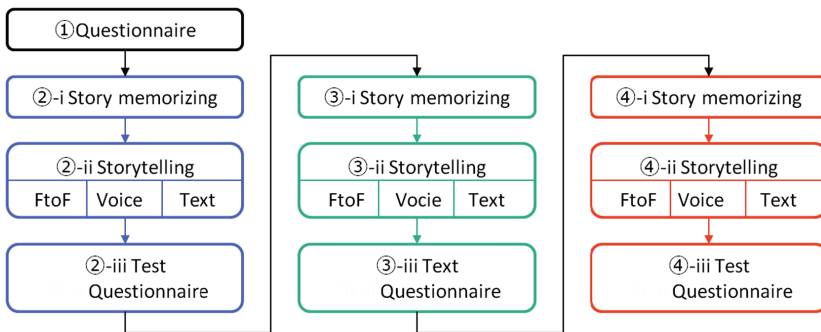 ①Questionnaire
②-i Story memorizing
②-ii Storytelling
FtoF Voice Text
②-iii Test
Questionnaire
③-i Story memorizing
③-ii Storytelling
FtoF Vocie Text
③-iii Text
Questionnaire
④-i Story memorizing
④-ii Storytelling
FtoF Voice Text
④-iii Test
Questionnaire